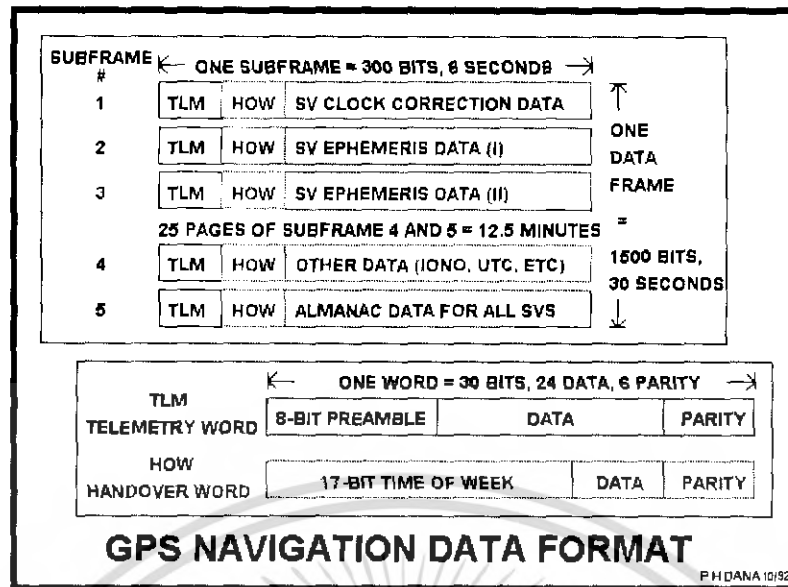 SUBFRAME #
ONE SUBFRAME = 300 BITS, 6 SECONDS
1 TLM HOW SV CLOCK CORRECTION DATA
2 TLM HOW SV EPHEMERIS DATA (I)
3 TLM HOW SV EPHEMERIS DATA (II)
25 PAGES OF SUBFRAME 4 AND 5 = 12.5 MINUTES
4 TLM HOW OTHER DATA (IONO, UTC, ETC)
5 TLM HOW ALMANAC DATA FOR ALL SVS
ONE
DATA
FRAME
=
1500 BITS,
30 SECONDS
ONE WORD = 30 BITS, 24 DATA, 6 PARITY
TLM
TELEMETRY WORD
8-BIT PREAMBLE DATA PARITY
HOW
HANDOVER WORD
17-BIT TIME OF WEEK DATA PARITY
GPS NAVIGATION DATA FORMAT
P H DANA 10/92